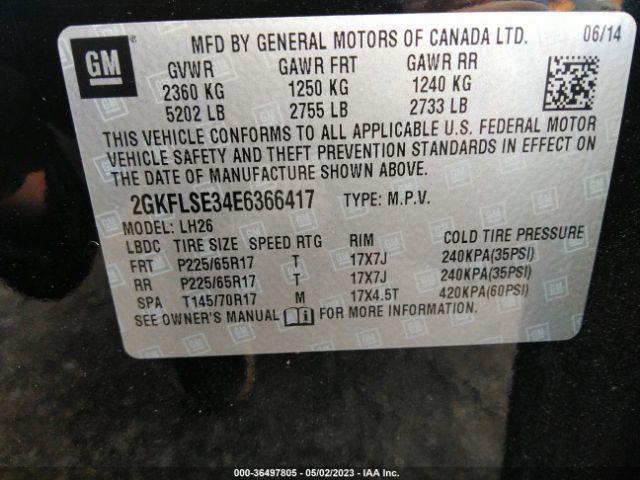 GM
MFD BY GENERAL MOTORS OF CANADA LTD. 06/14
GVWR GAWR FRT GAWR RR
2360 KG 1250 KG 1240 KG
5202 LB 2755 LB 2733 LB
THIS VEHICLE CONFORMS TO ALL APPLICABLE U.S. FEDERAL MOTOR
VEHICLE SAFETY AND THEFT PREVENTION STANDARDS IN EFFECT ON
THE DATE OF MANUFACTURE SHOWN ABOVE.
2GKFLSE34E6366417 TYPE: M.P.V.
MODEL: LH26
LBDC TIRE SIZE SPEED RTG RIM COLD TIRE PRESSURE
FRT P225/65R17 T 17X7J 240KPA(35PSI)
RR P225/65R17 T 17X7J 240KPA(35PSI)
SPA T145/70R17 M 17X4.5T 420KPA(60PSI)
SEE OWNER'S MANUAL i FOR MORE INFORMATION.
000-36497805 - 05/02/2023 - IAA Inc.